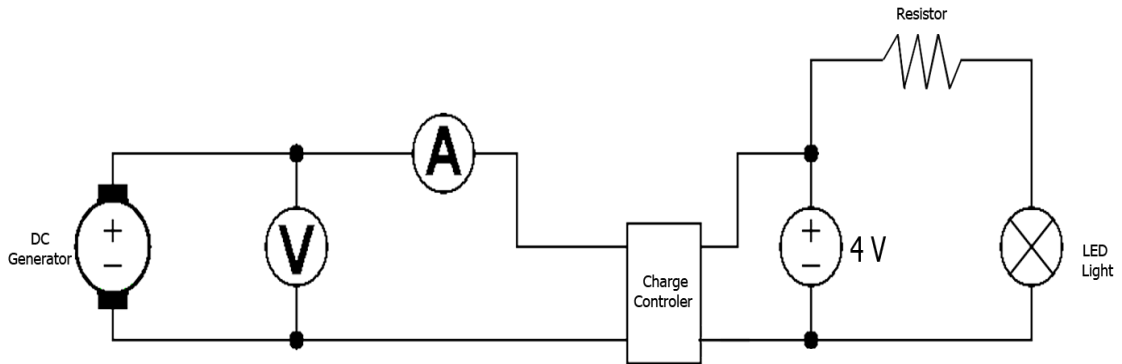 Resistor
A
DC
Generator
+
−
V
Charge
Controler
+
−
4 V
LED
Light